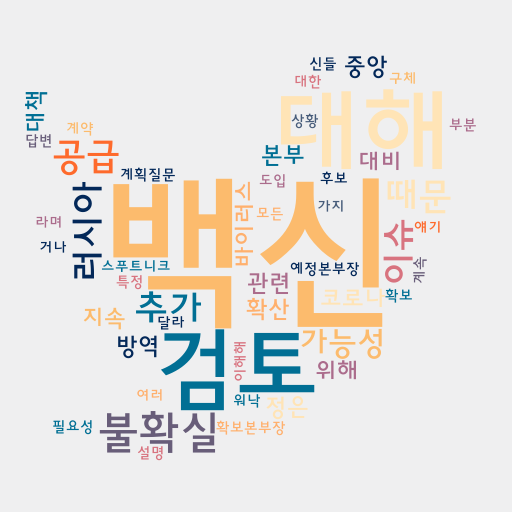 신들
중앙
대한
구체
대책
대해
상황
부분
계약
답변
공급
본부
대비
계획질문
도입
후보
때문
러시아
백신
바이러스
모든
가지
라며
얘기
이슈
거나
스푸트니크
예정본부장
계속
특정
관련
코로나
확보
추가
확산
지속
달라
방역
검토
가능성
이해해
위해
여러
워낙
정은
필요성
불확실
확보본부장
설명